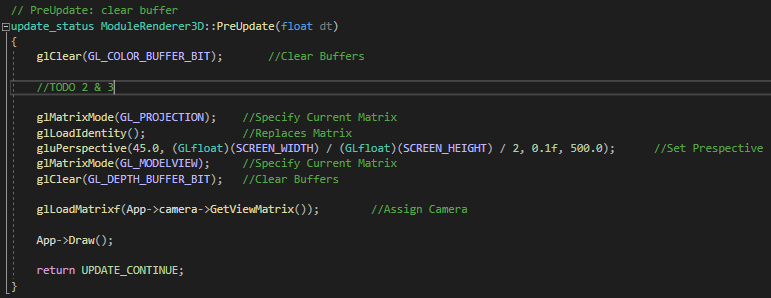 // PreUpdate: clear buffer
update_status ModuleRenderer3D::PreUpdate(float dt)
{
glClear(GL_COLOR_BUFFER_BIT); //Clear Buffers
//TODO 2 & 3
glMatrixMode(GL_PROJECTION); //Specify Current Matrix
glLoadIdentity(); //Replaces Matrix
gluPerspective(45.0, (GLfloat)(SCREEN_WIDTH) / (GLfloat)(SCREEN_HEIGHT) / 2, 0.1f, 500.0); //Set Prespective
glMatrixMode(GL_MODELVIEW); //Specify Current Matrix
glClear(GL_DEPTH_BUFFER_BIT); //Clear Buffers
glLoadMatrixf(App->camera->GetViewMatrix()); //Assign Camera
App->Draw();
return UPDATE_CONTINUE;
}